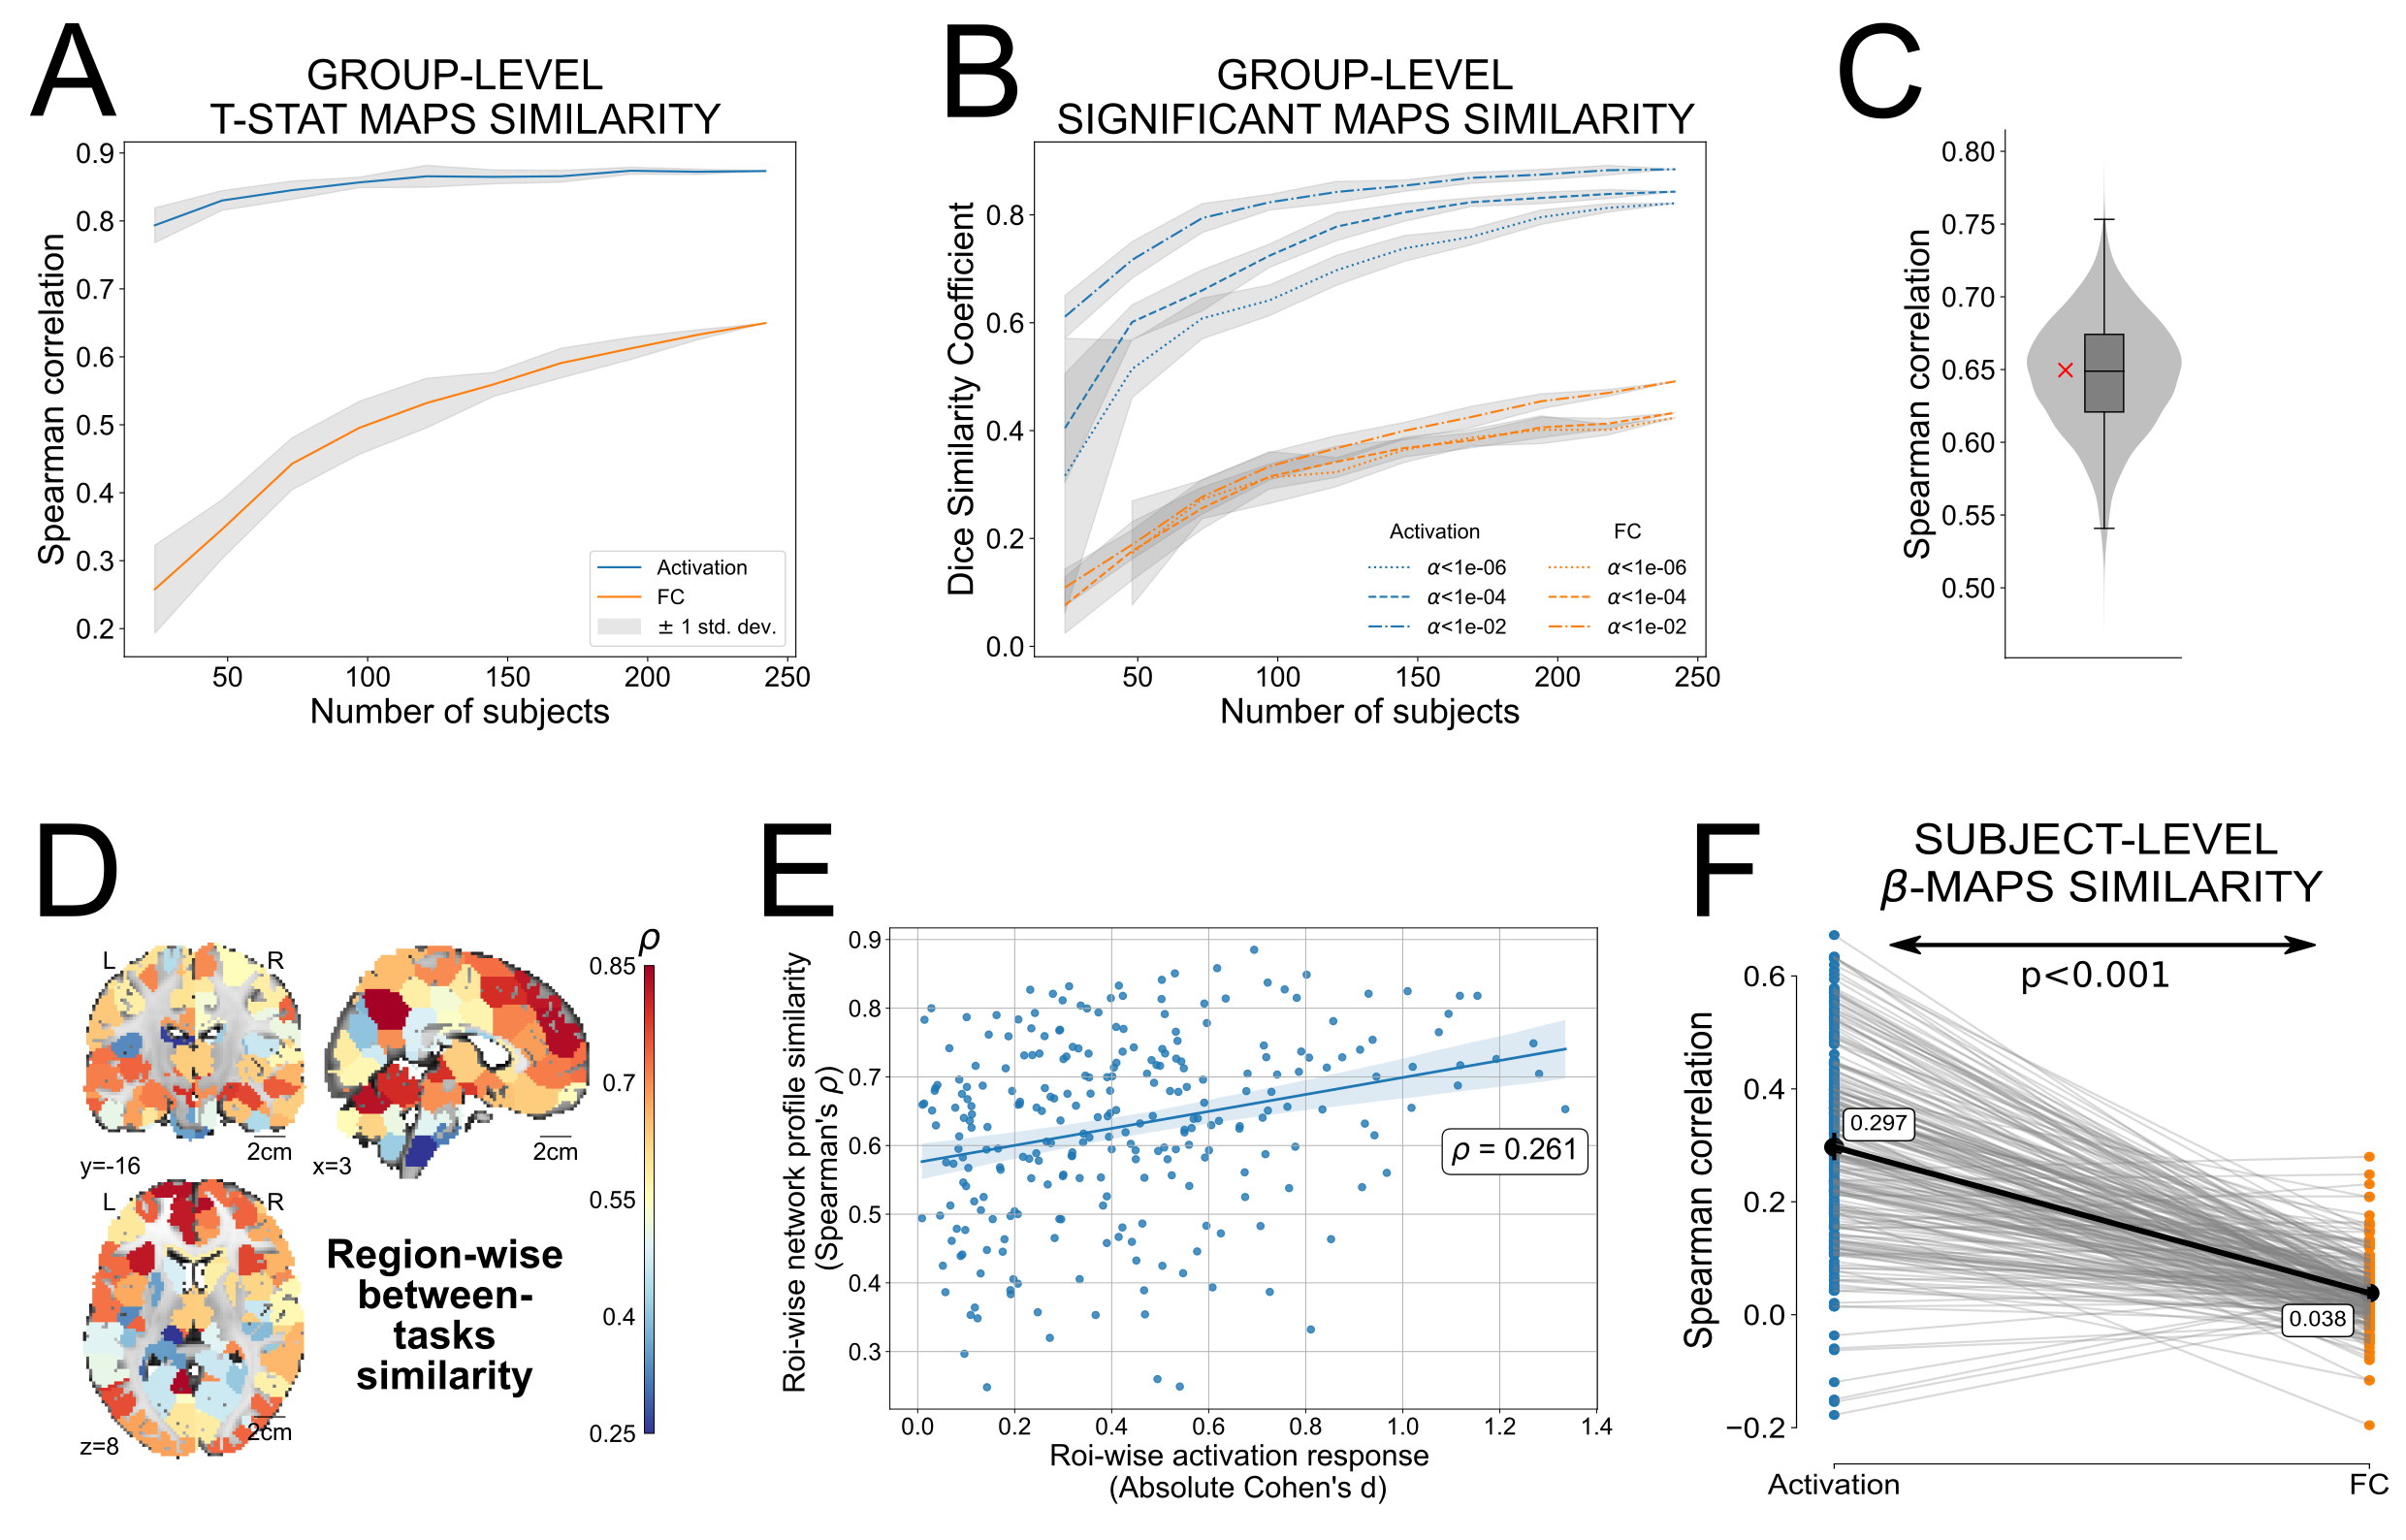 A
GROUP-LEVEL
T-STAT MAPS SIMILARITY
Spearman correlation
0.9
0.8
0.7
0.6
0.5
0.4
0.3
0.2
50 100 150 200 250
Number of subjects
Activation
FC
± 1 std. dev.
B
GROUP-LEVEL
SIGNIFICANT MAPS SIMILARITY
Dice Similarity Coefficient
0.8
0.6
0.4
0.2
0.0
50 100 150 200 250
Number of subjects
Activation FC
α<1e-06 α<1e-06
α<1e-04 α<1e-04
α<1e-02 α<1e-02
C
Spearman correlation
0.80
0.75
0.70
0.65
0.60
0.55
0.50
D
L R
2cm
y=-16
2cm
x=3
L R
2cm
z=8
Region-wise
between-
tasks
similarity
ρ
0.85
0.7
0.55
0.4
0.25
E
Roi-wise network profile similarity
(Spearman's ρ)
0.9
0.8
0.7
0.6
0.5
0.4
0.3
ρ = 0.261
0.0 0.2 0.4 0.6 0.8 1.0 1.2 1.4
Roi-wise activation response
(Absolute Cohen's d)
F
SUBJECT-LEVEL
β-MAPS SIMILARITY
p<0.001
Spearman correlation
0.6
0.4
0.2
0.0
−0.2
0.297
0.038
Activation FC